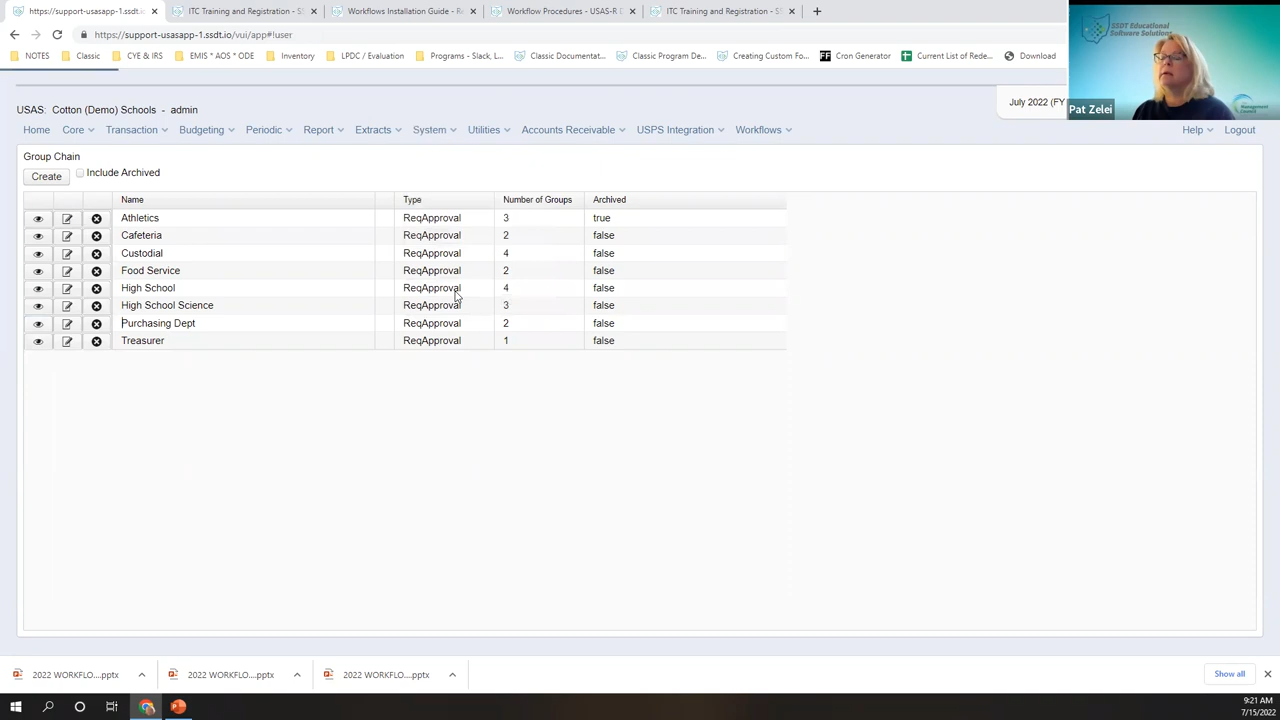 https://support-usasapp-1.ssdt.io
ITC Training and Registration - SS
Workflows Installation Guide - Re
Workflow Procedures - USAS-R D
ITC Training and Registration - SS
https://support-usasapp-1.ssdt.io/vui/app#!user
NOTES
Classic
CYE & IRS
EMIS * AOS * ODE
Inventory
LPDC / Evaluation
Programs - Slack, L...
Classic Documentat...
Classic Program De...
Creating Custom Fo...
Cron Generator
Current List of Rede...
Download
SSDT Educational
Software Solutions
Pat Zelei
USAS: Cotton (Demo) Schools - admin
July 2022 (FY
Home Core Transaction Budgeting Periodic Report Extracts System Utilities Accounts Receivable USPS Integration Workflows Help Logout
Group Chain
Create Include Archived
Name Type Number of Groups Archived
Athletics ReqApproval 3 true
Cafeteria ReqApproval 2 false
Custodial ReqApproval 4 false
Food Service ReqApproval 2 false
High School ReqApproval 4 false
High School Science ReqApproval 3 false
Purchasing Dept ReqApproval 2 false
Treasurer ReqApproval 1 false
2022 WORKFLO....pptx
2022 WORKFLO....pptx
2022 WORKFLO....pptx
Show all
9:21 AM
7/15/2022